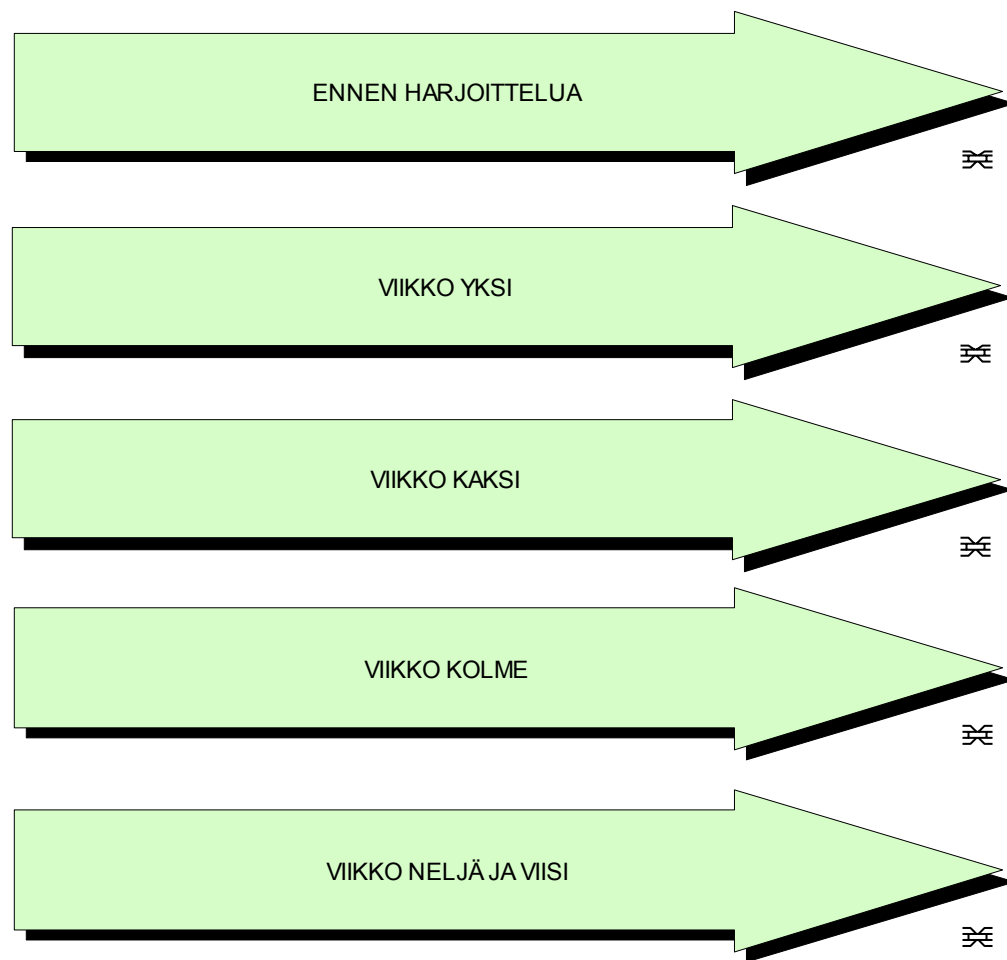 ENNEN HARJOITTELUA
VIIKKO YKSI
VIIKKO KAKSI
VIIKKO KOLME
VIIKKO NELJÄ JA VIISI